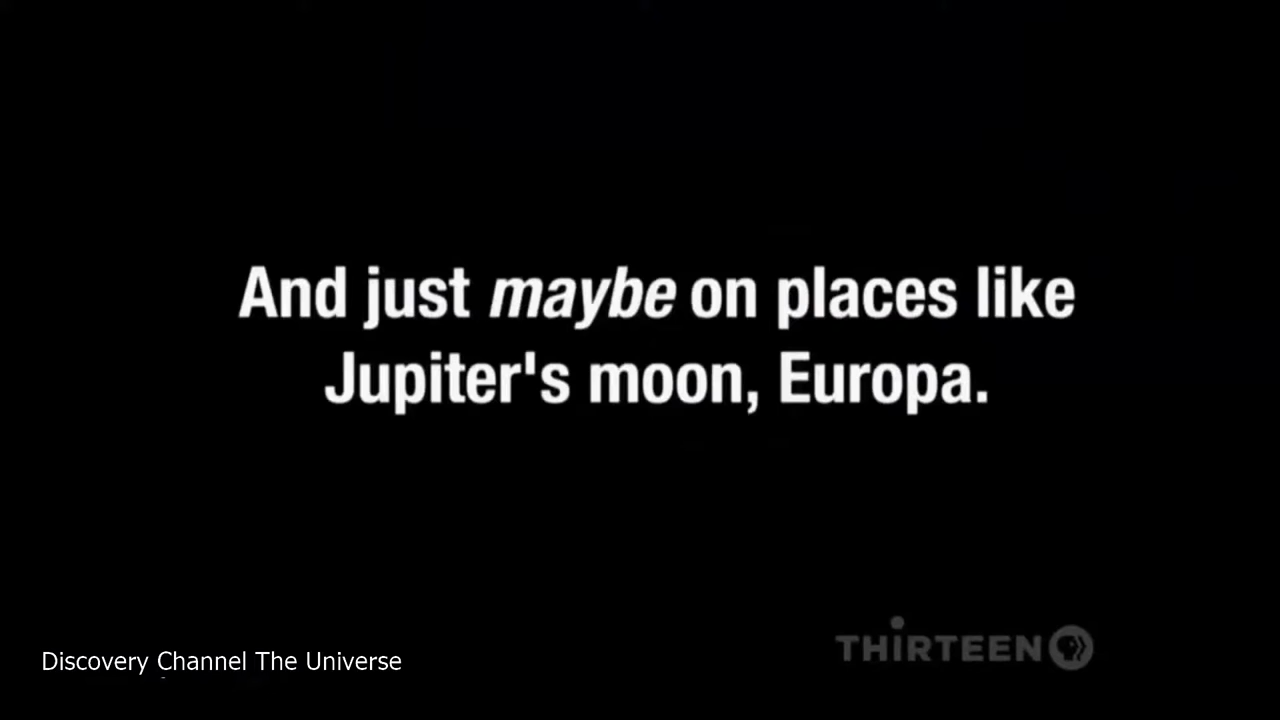 And just maybe on places like
Jupiter's moon, Europa.
THIRTEEN
Discovery Channel The Universe